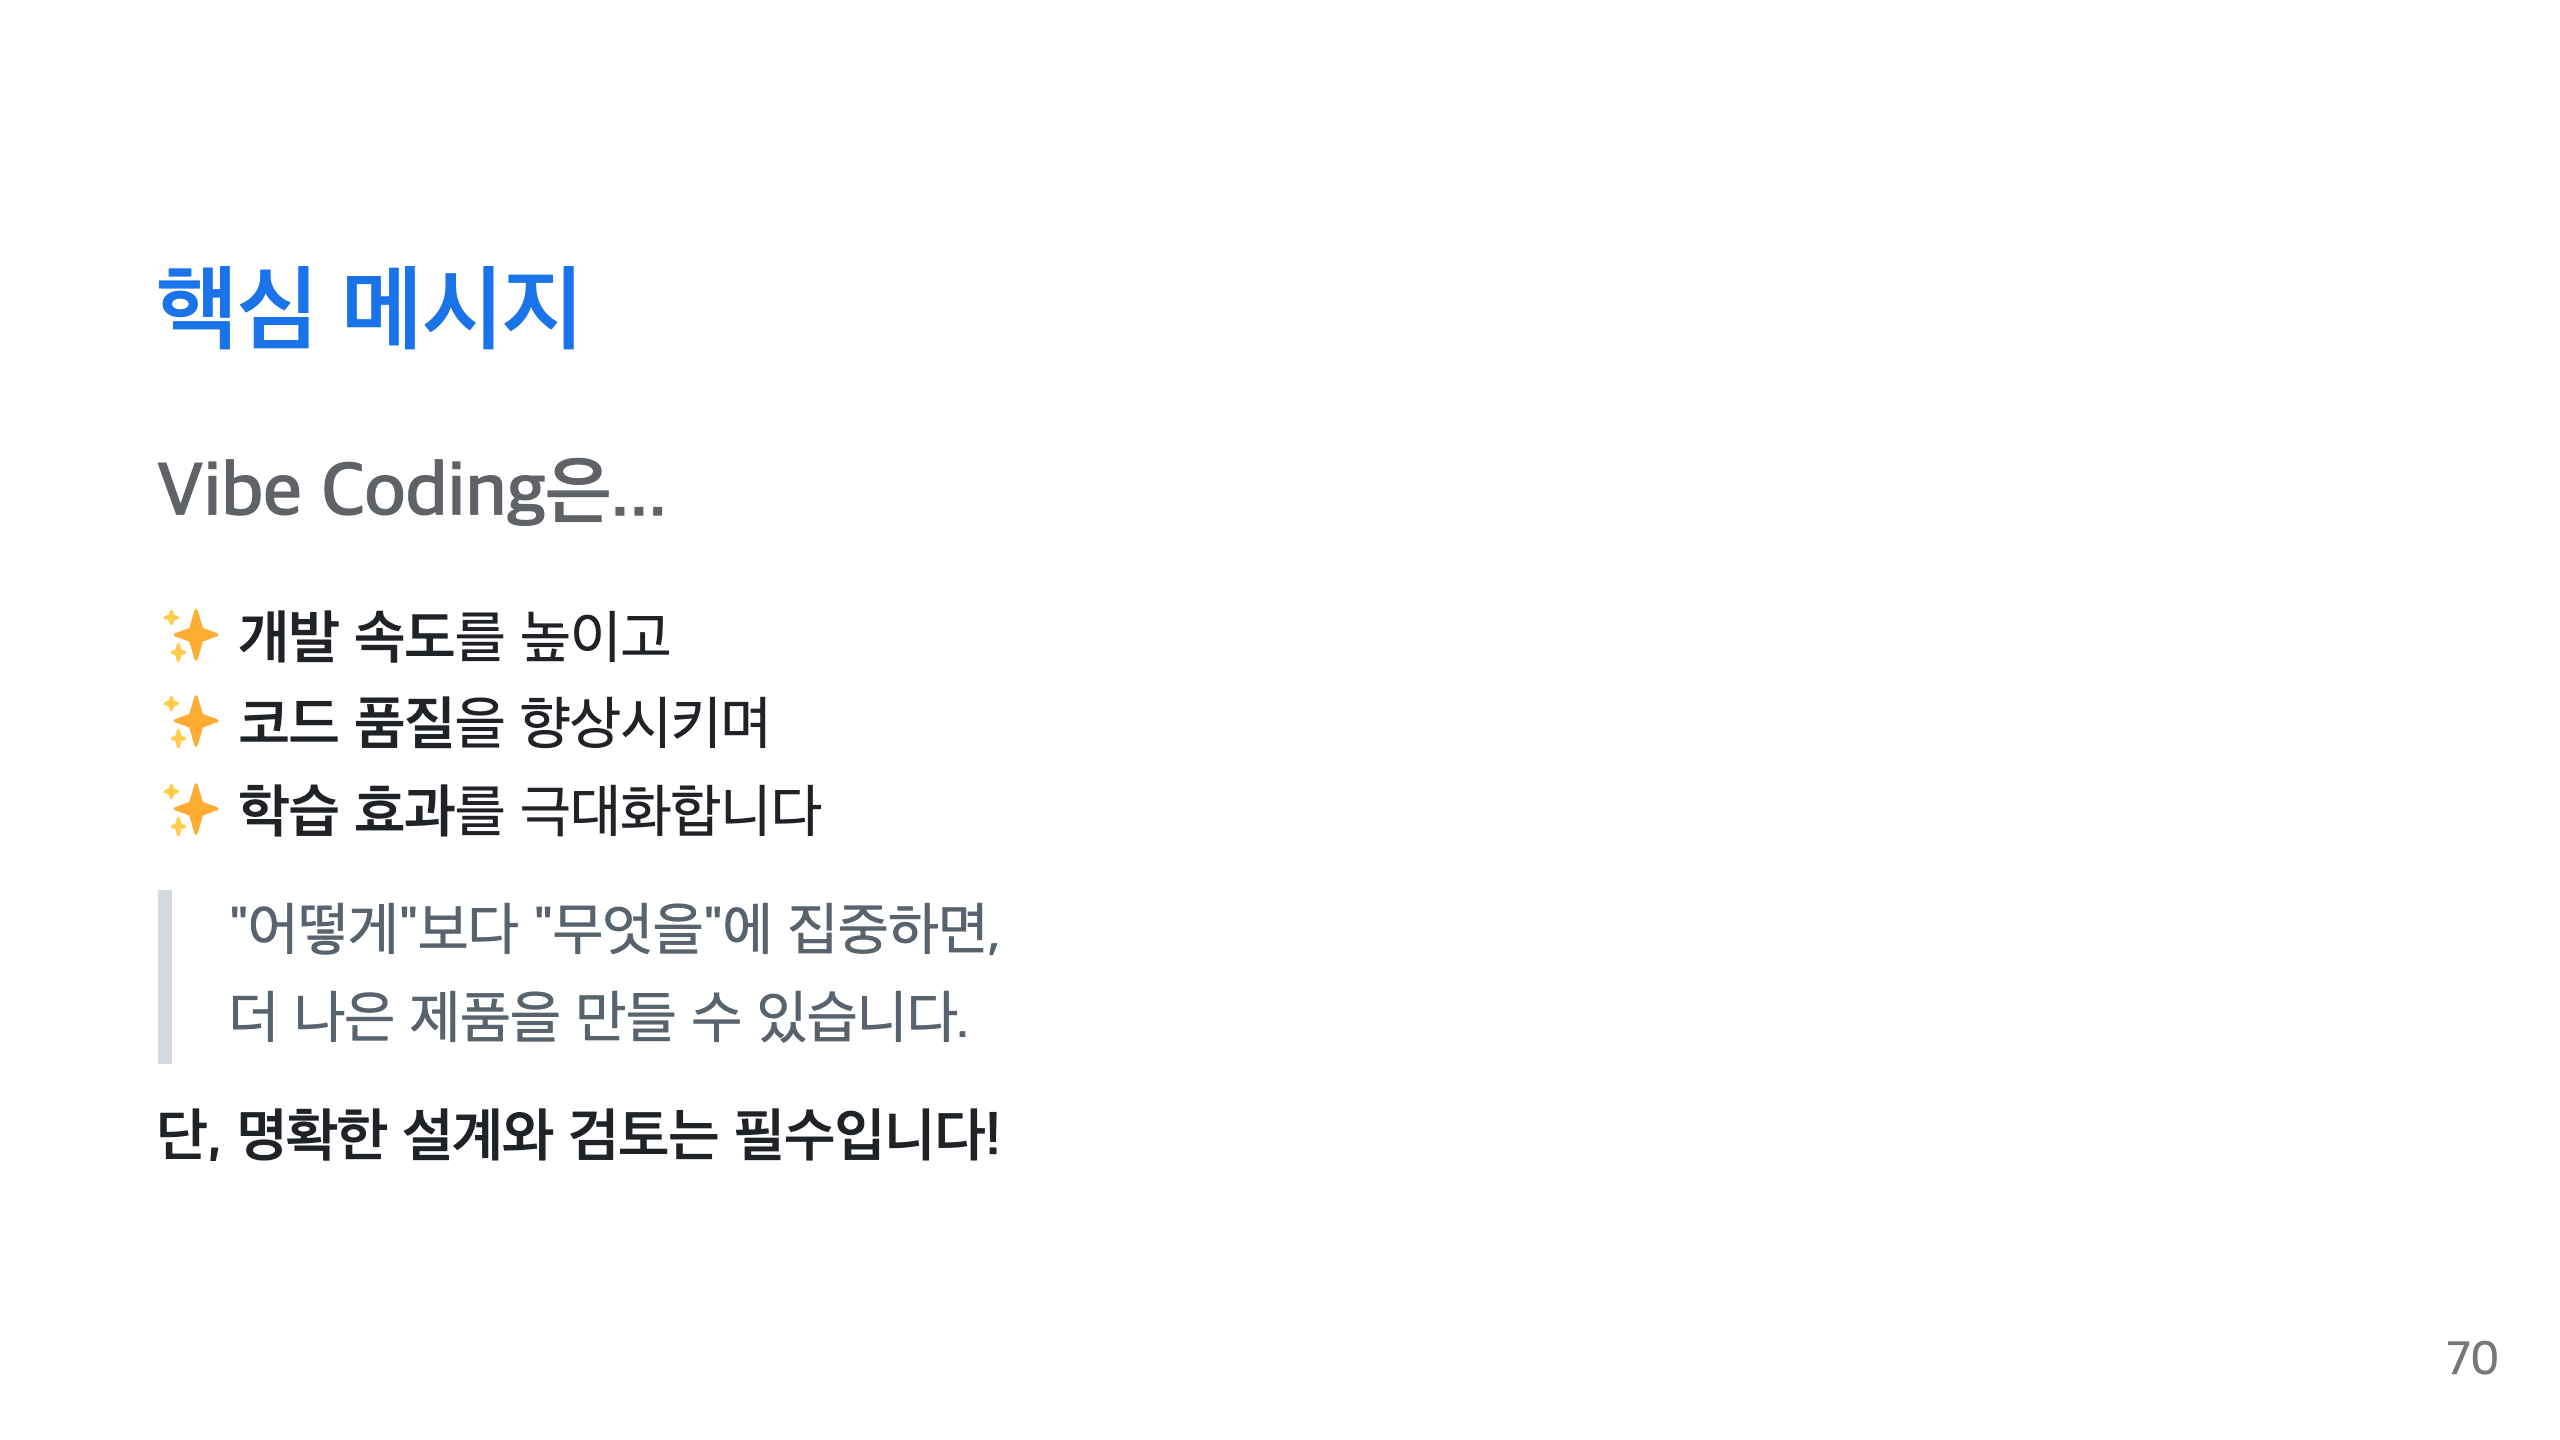 핵심 메시지
Vibe Coding은...
✨ 개발 속도를 높이고
✨ 코드 품질을 향상시키며
✨ 학습 효과를 극대화합니다
"어떻게"보다 "무엇을"에 집중하면,
더 나은 제품을 만들 수 있습니다.
단, 명확한 설계와 검토는 필수입니다!
70